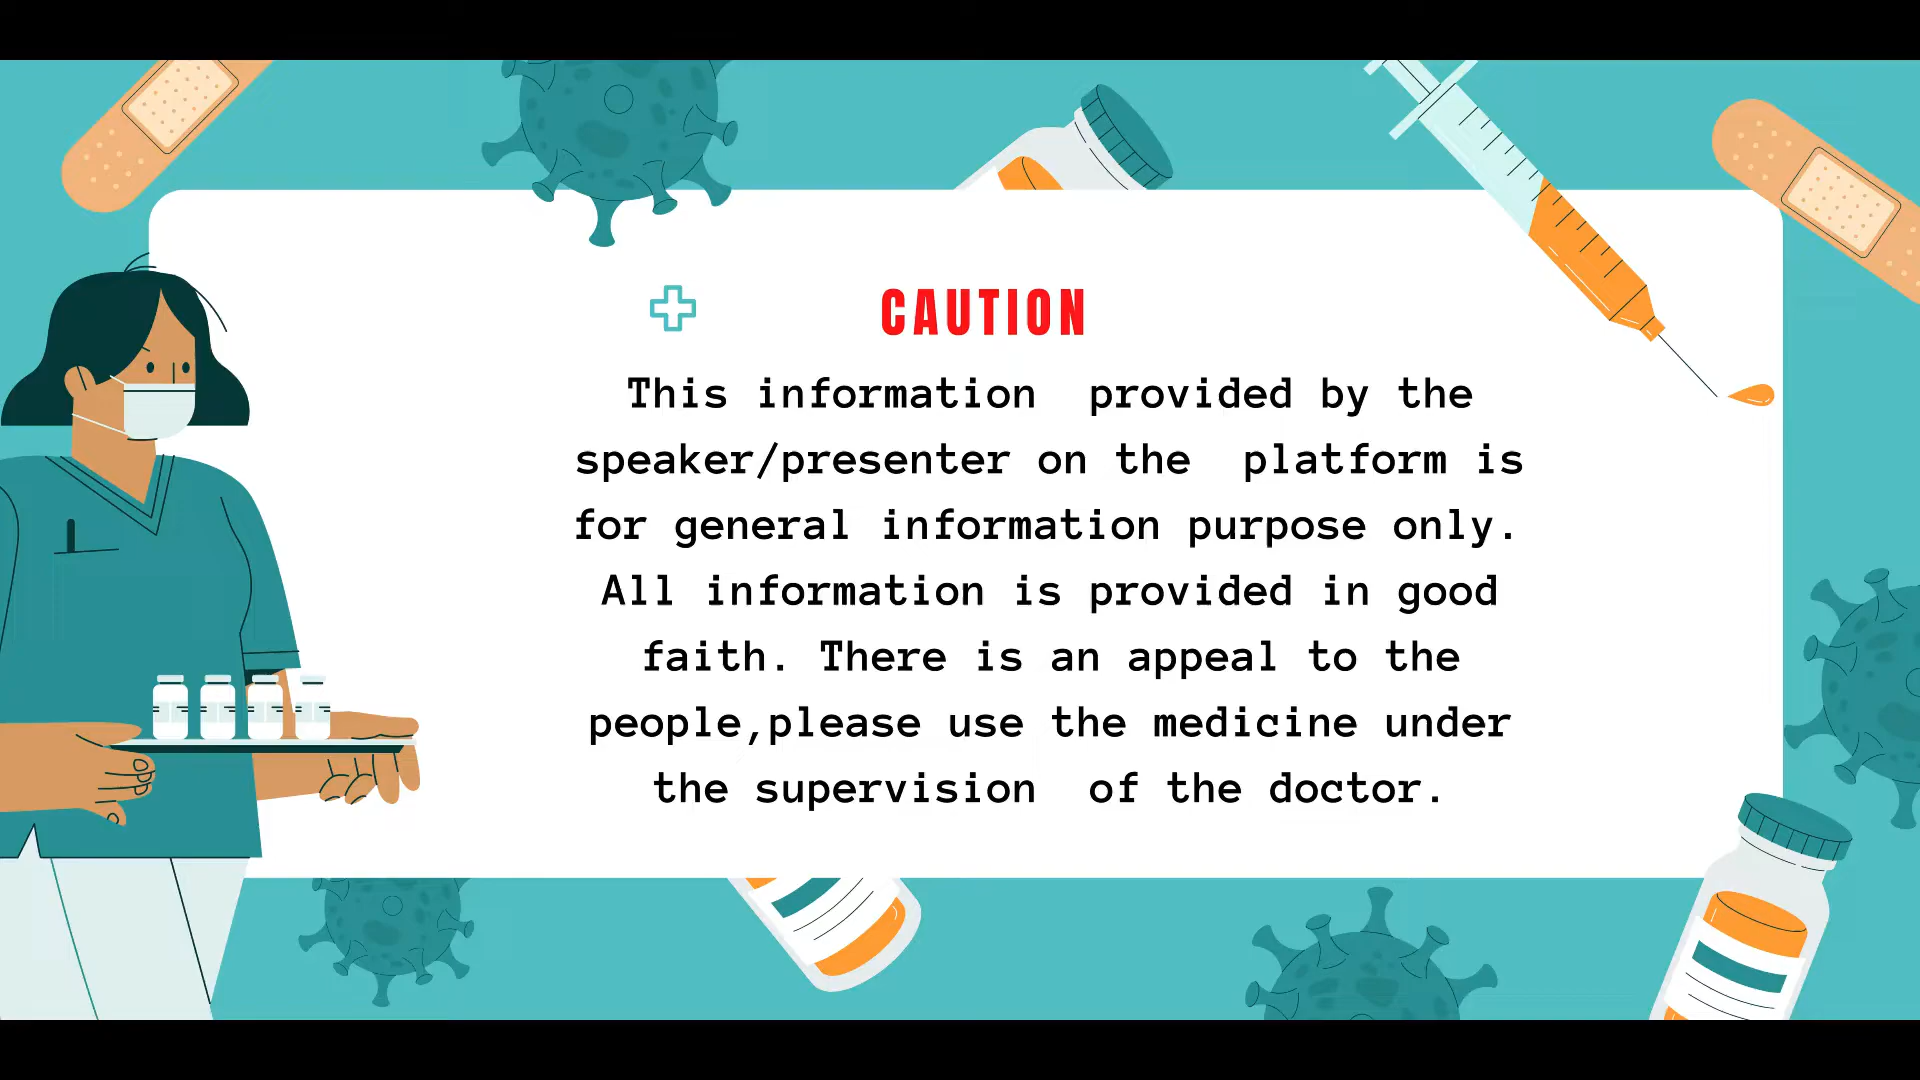 CAUTION
This information  provided by the
speaker/presenter on the  platform is
for general information purpose only.
All information is provided in good
faith. There is an appeal to the
people,please use the medicine under
the supervision  of the doctor.